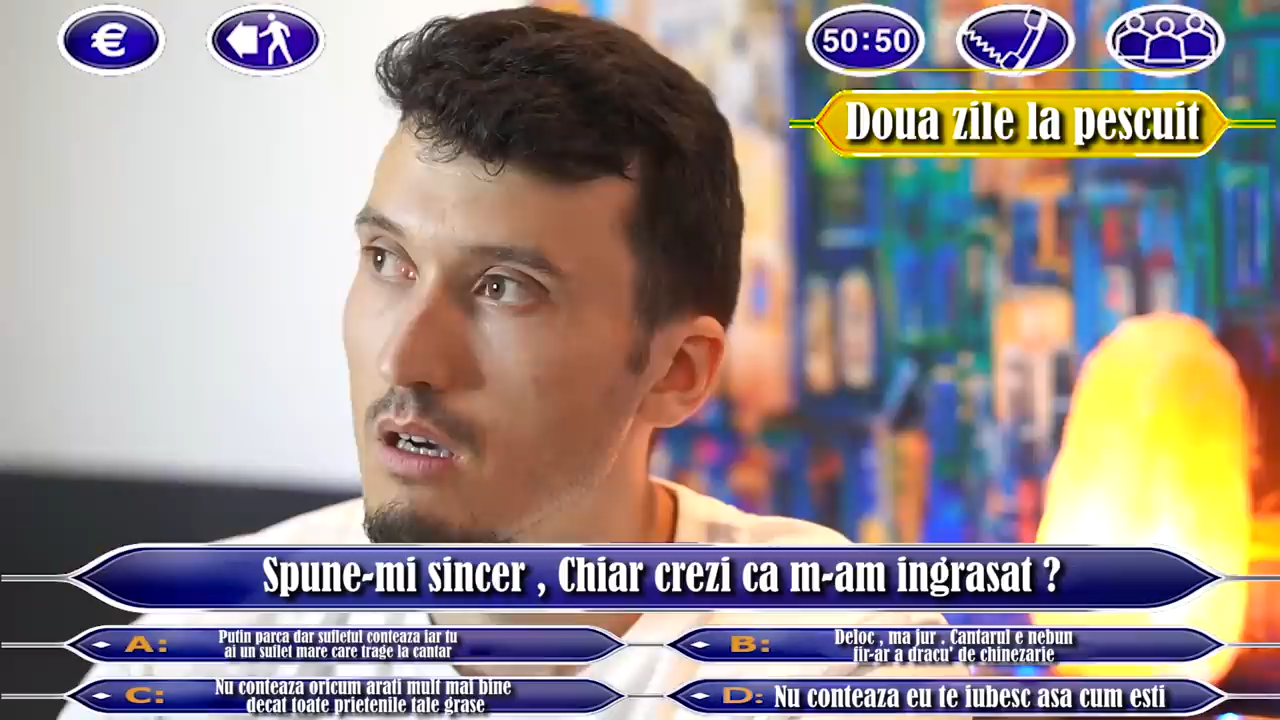 €
50:50
Doua zile la pescuit
Spune-mi sincer , Chiar crezi ca m-am ingrasat ?
A: Putin parca dar sufletul conteaza iar tu
ai un suflet mare care trage la cantar
B: Deloc , ma jur . Cantarul e nebun
fir-ar a dracu' de chinezarie
C: Nu conteaza oricum arati mult mai bine
decat toate prietenile tale grase
D: Nu conteaza eu te iubesc asa cum esti